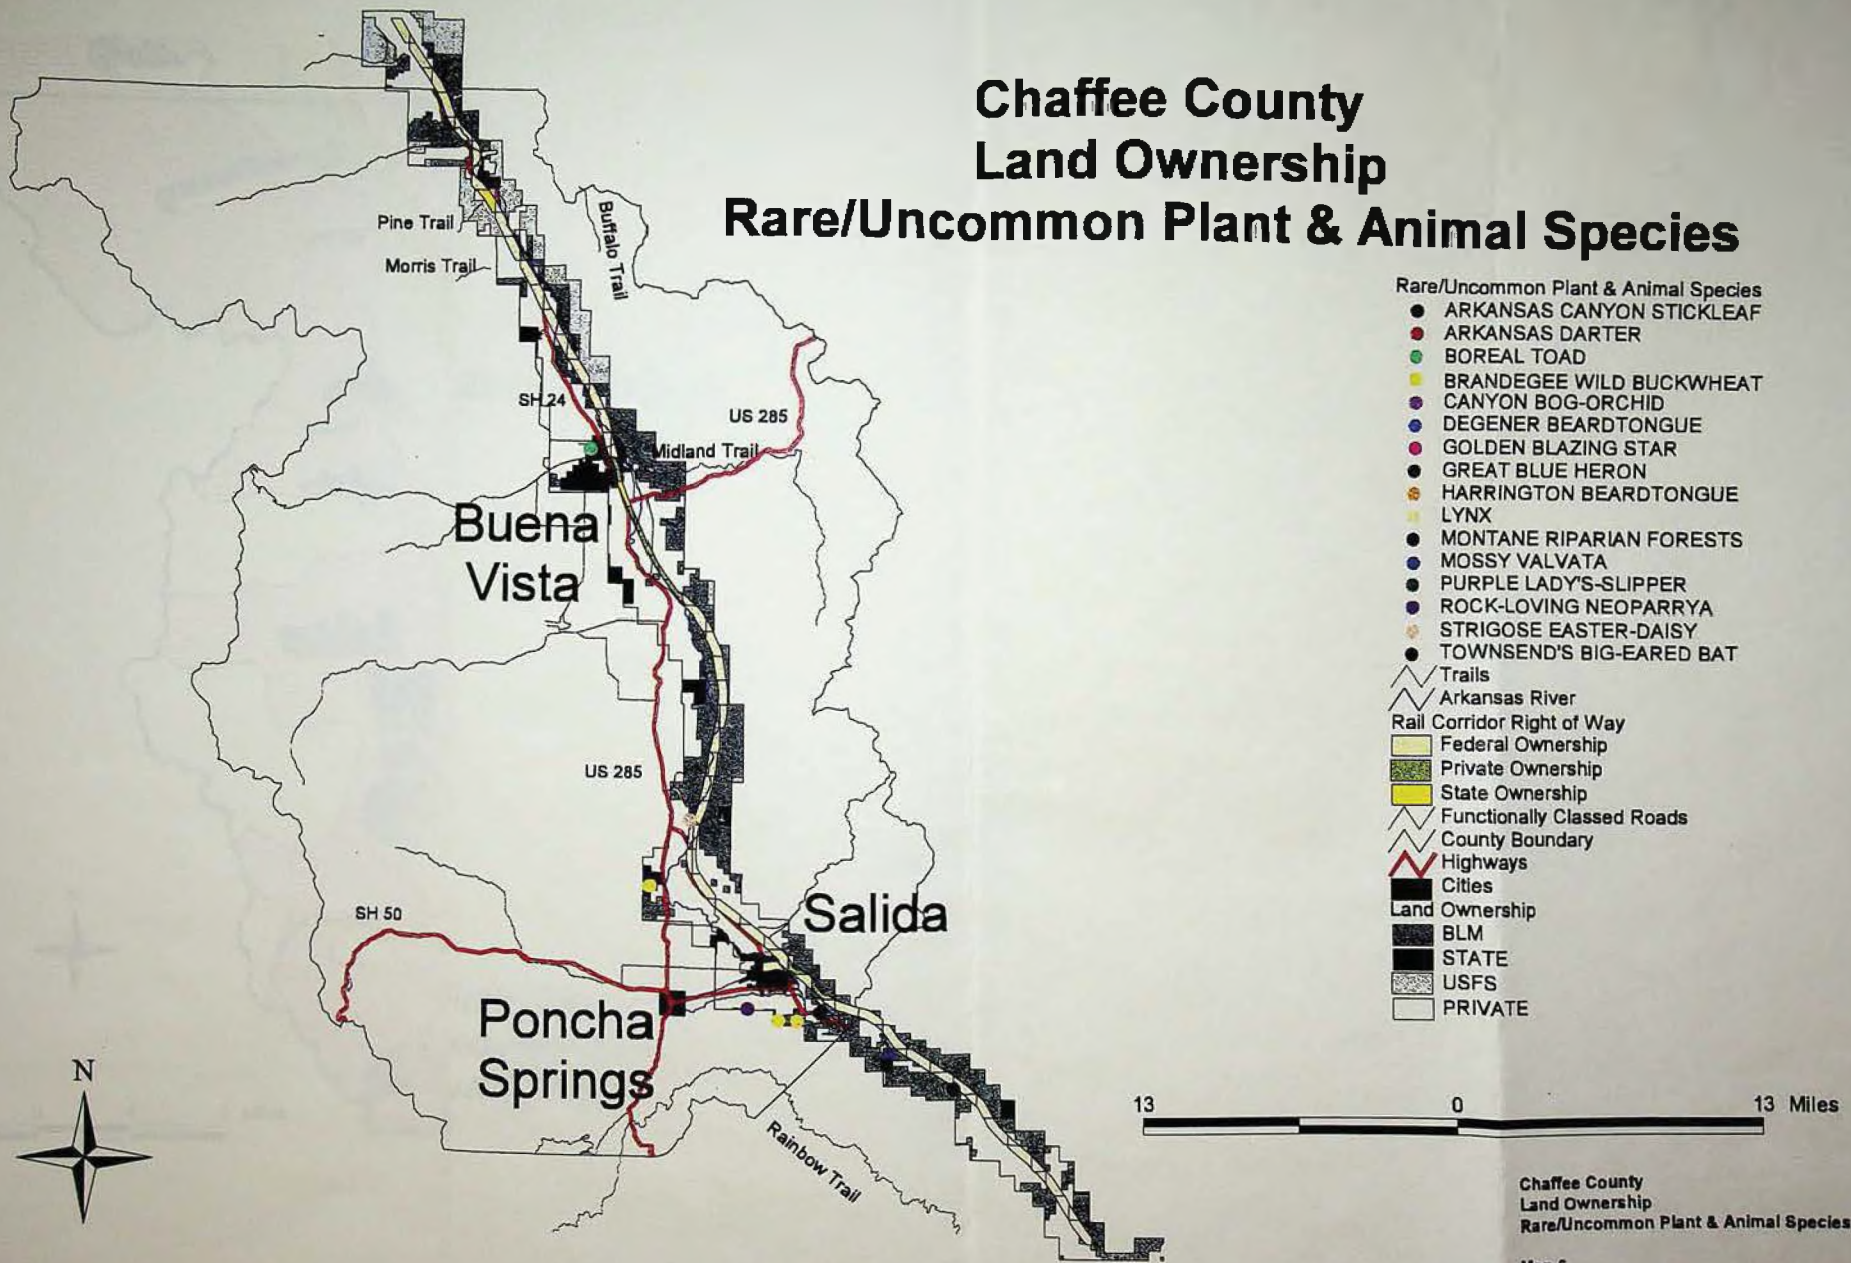 Chaffee County
Land Ownership
Rare/Uncommon Plant & Animal Species
Pine Trail
Morris Trail
Buffalo Trail
SH 24
US 285
Midland Trail
Buena
Vista
US 285
Salida
SH 50
Poncha
Springs
Rainbow Trail
N
Rare/Uncommon Plant & Animal Species
ARKANSAS CANYON STICKLEAF
ARKANSAS DARTER
BOREAL TOAD
BRANDEGEE WILD BUCKWHEAT
CANYON BOG-ORCHID
DEGENER BEARDTONGUE
GOLDEN BLAZING STAR
GREAT BLUE HERON
HARRINGTON BEARDTONGUE
LYNX
MONTANE RIPARIAN FORESTS
MOSSY VALVATA
PURPLE LADY'S-SLIPPER
ROCK-LOVING NEOPARRYA
STRIGOSE EASTER-DAISY
TOWNSEND'S BIG-EARED BAT
Trails
Arkansas River
Rail Corridor Right of Way
Federal Ownership
Private Ownership
State Ownership
Functionally Classed Roads
County Boundary
Highways
Cities
Land Ownership
BLM
STATE
USFS
PRIVATE
13 0 13 Miles
Chaffee County
Land Ownership
Rare/Uncommon Plant & Animal Species